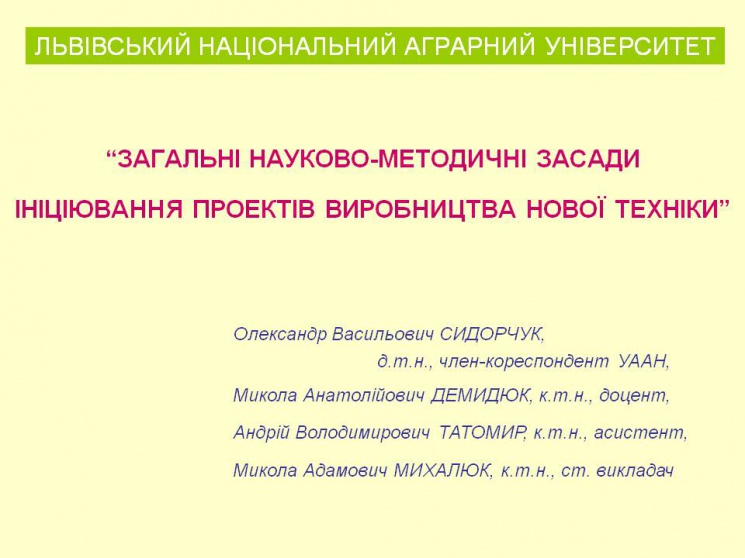 ЛЬВІВСЬКИЙ НАЦІОНАЛЬНИЙ АГРАРНИЙ УНІВЕРСИТЕТ
“ЗАГАЛЬНІ НАУКОВО-МЕТОДИЧНІ ЗАСАДИ
ІНІЦІЮВАННЯ ПРОЕКТІВ ВИРОБНИЦТВА НОВОЇ ТЕХНІКИ”
Олександр Васильович СИДОРЧУК,
д.т.н., член-кореспондент УААН,
Микола Анатолійович ДЕМИДЮК, к.т.н., доцент,
Андрій Володимирович ТАТОМИР, к.т.н., асистент,
Микола Адамович МИХАЛЮК, к.т.н., ст. викладач